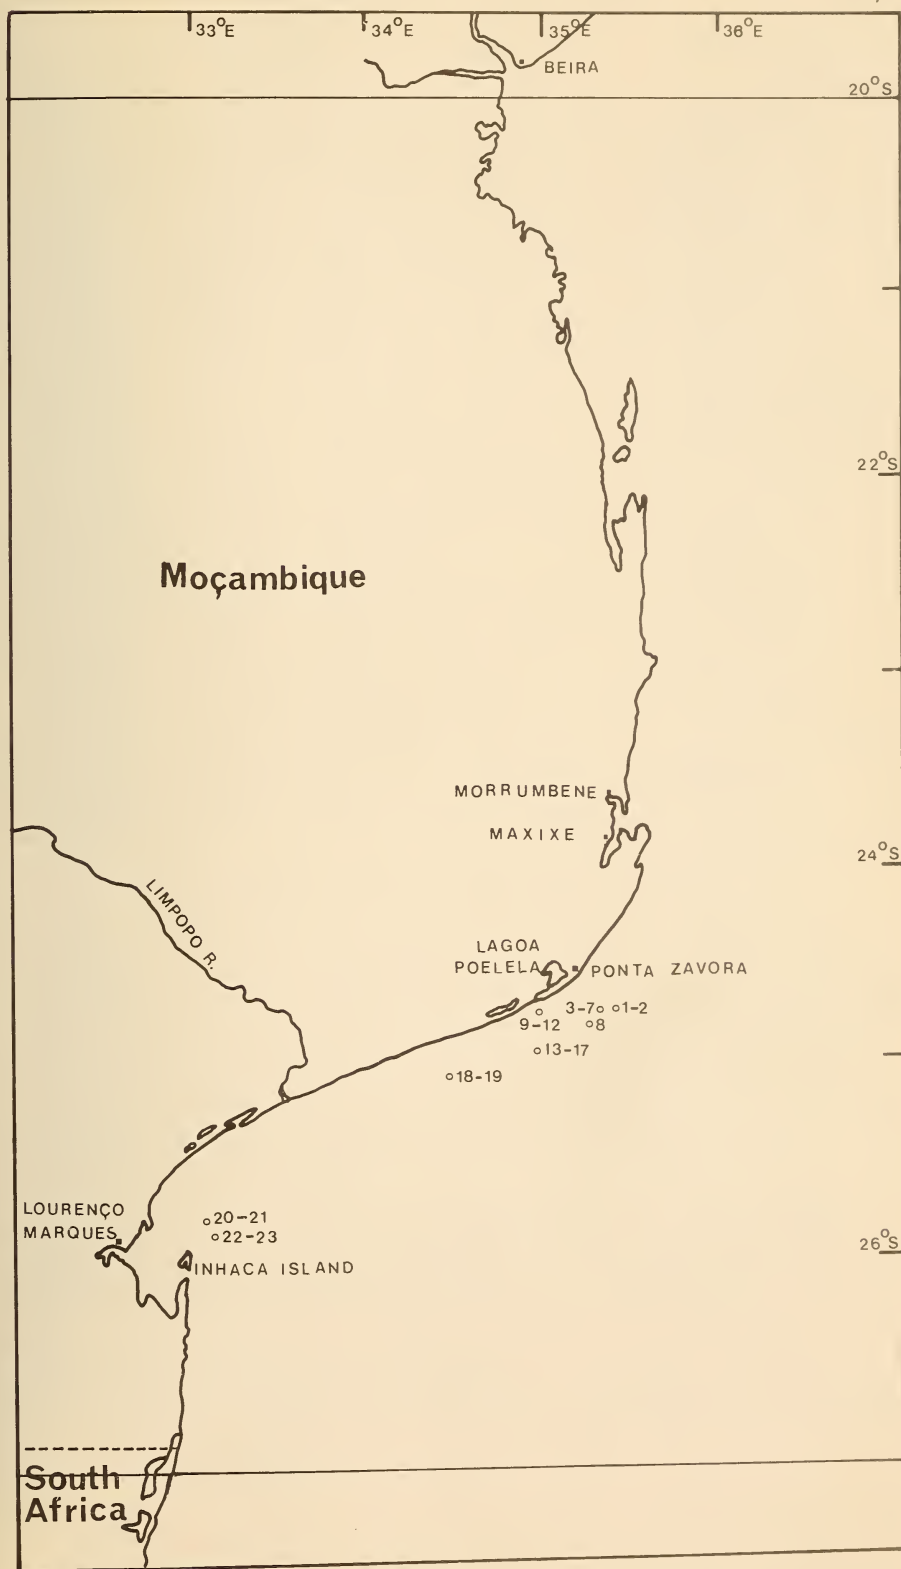 33°E 34°E 35°E 36°E
BEIRA
20°S
22°S
Moçambique
MORRUMBENE
MAXIXE
24°S
LIMPOPO R.
LAGOA
POELELA
PONTA ZAVORA
3-7 1-2
9-12 8
13-17
18-19
LOURENÇO
MARQUES
20-21
22-23
26°S
INHACA ISLAND
South
Africa